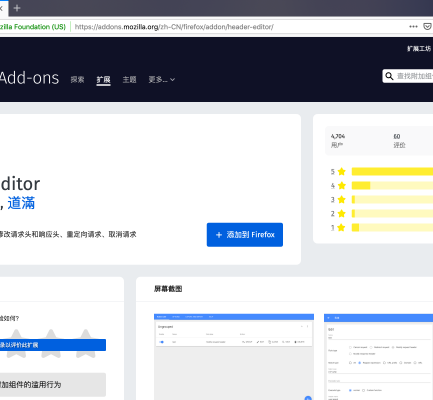 zilla Foundation (US)
https://addons.mozilla.org/zh-CN/firefox/addon/header-editor/
扩展工坊
Add-ons
探索
扩展
主题
更多...
查找附加组
4,704
用户
60
评价
ditor
, 道滿
修改请求头和响应头、重定向请求、取消请求
+ 添加到 Firefox
5
4
3
2
1
如何?
录以评价此扩展
附加组件的滥用行为
屏幕截图